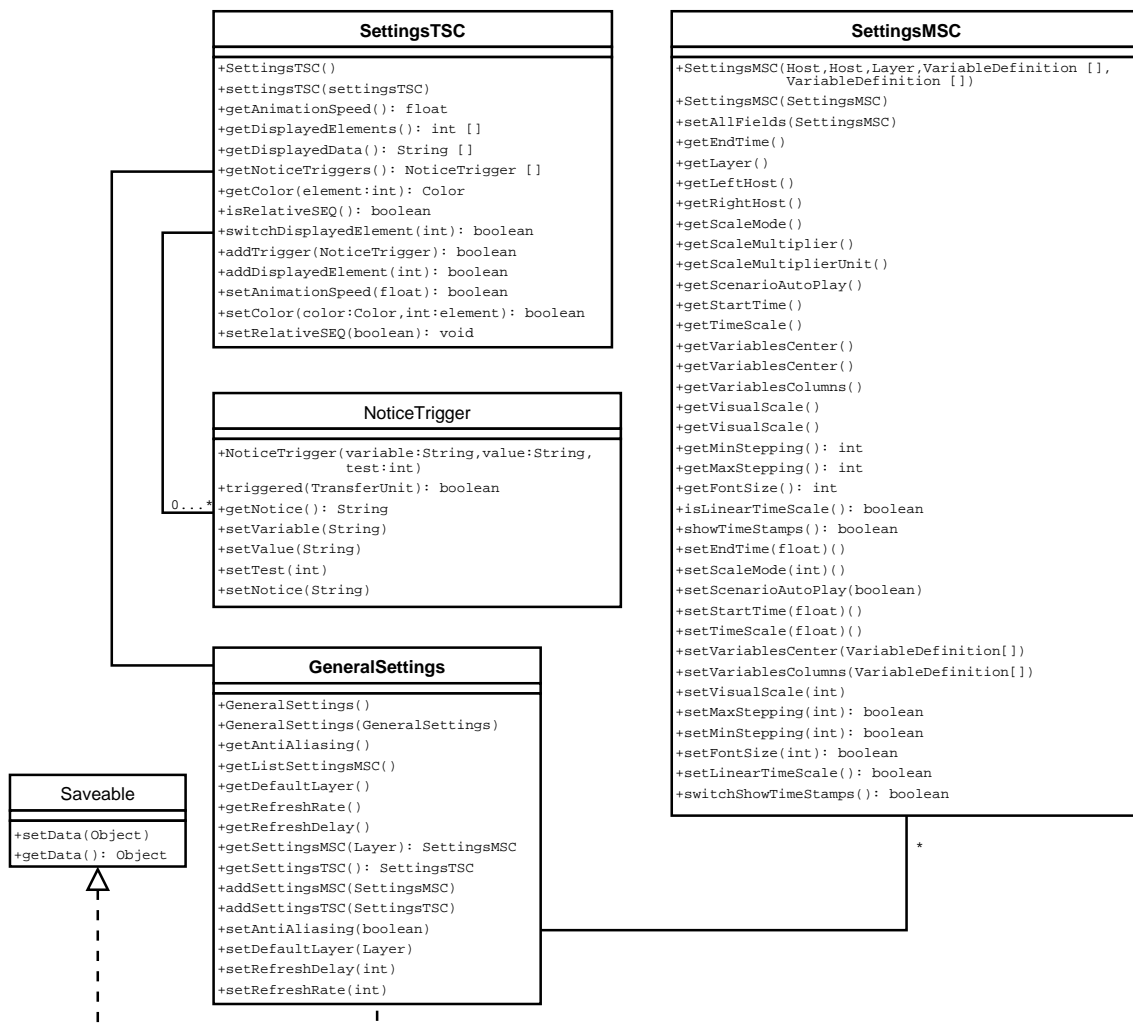 SettingsTSC
+SettingsTSC()
+settingsTSC(settingsTSC)
+getAnimationSpeed(): float
+getDisplayedElements(): int []
+getDisplayedData(): String []
+getNoticeTriggers(): NoticeTrigger []
+getColor(element:int): Color
+isRelativeSEQ(): boolean
+switchDisplayedElement(int): boolean
+addTrigger(NoticeTrigger): boolean
+addDisplayedElement(int): boolean
+setAnimationSpeed(float): boolean
+setColor(color:Color,int:element): boolean
+setRelativeSEQ(boolean): void
NoticeTrigger
+NoticeTrigger(variable:String,value:String,
test:int)
+triggered(TransferUnit): boolean
+getNotice(): String
+setVariable(String)
+setValue(String)
+setTest(int)
+setNotice(String)
0...*
GeneralSettings
+GeneralSettings()
+GeneralSettings(GeneralSettings)
+getAntiAliasing()
+getListSettingsMSC()
+getDefaultLayer()
+getRefreshRate()
+getRefreshDelay()
+getSettingsMSC(Layer): SettingsMSC
+getSettingsTSC(): SettingsTSC
+addSettingsMSC(SettingsMSC)
+addSettingsTSC(SettingsTSC)
+setAntiAliasing(boolean)
+setDefaultLayer(Layer)
+setRefreshDelay(int)
+setRefreshRate(int)
Saveable
+setData(Object)
+getData(): Object
SettingsMSC
+SettingsMSC(Host,Host,Layer,VariableDefinition [],
VariableDefinition [])
+SettingsMSC(SettingsMSC)
+setAllFields(SettingsMSC)
+getEndTime()
+getLayer()
+getLeftHost()
+getRightHost()
+getScaleMode()
+getScaleMultiplier()
+getScaleMultiplierUnit()
+getScenarioAutoPlay()
+getStartTime()
+getTimeScale()
+getVariablesCenter()
+getVariablesCenter()
+getVariablesColumns()
+getVisualScale()
+getVisualScale()
+getMinStepping(): int
+getMaxStepping(): int
+getFontSize(): int
+isLinearTimeScale(): boolean
+showTimeStamps(): boolean
+setEndTime(float)()
+setScaleMode(int)()
+setScenarioAutoPlay(boolean)
+setStartTime(float)()
+setTimeScale(float)()
+setVariablesCenter(VariableDefinition[])
+setVariablesColumns(VariableDefinition[])
+setVisualScale(int)
+setMaxStepping(int): boolean
+setMinStepping(int): boolean
+setFontSize(int): boolean
+setLinearTimeScale(): boolean
+switchShowTimeStamps(): boolean
*